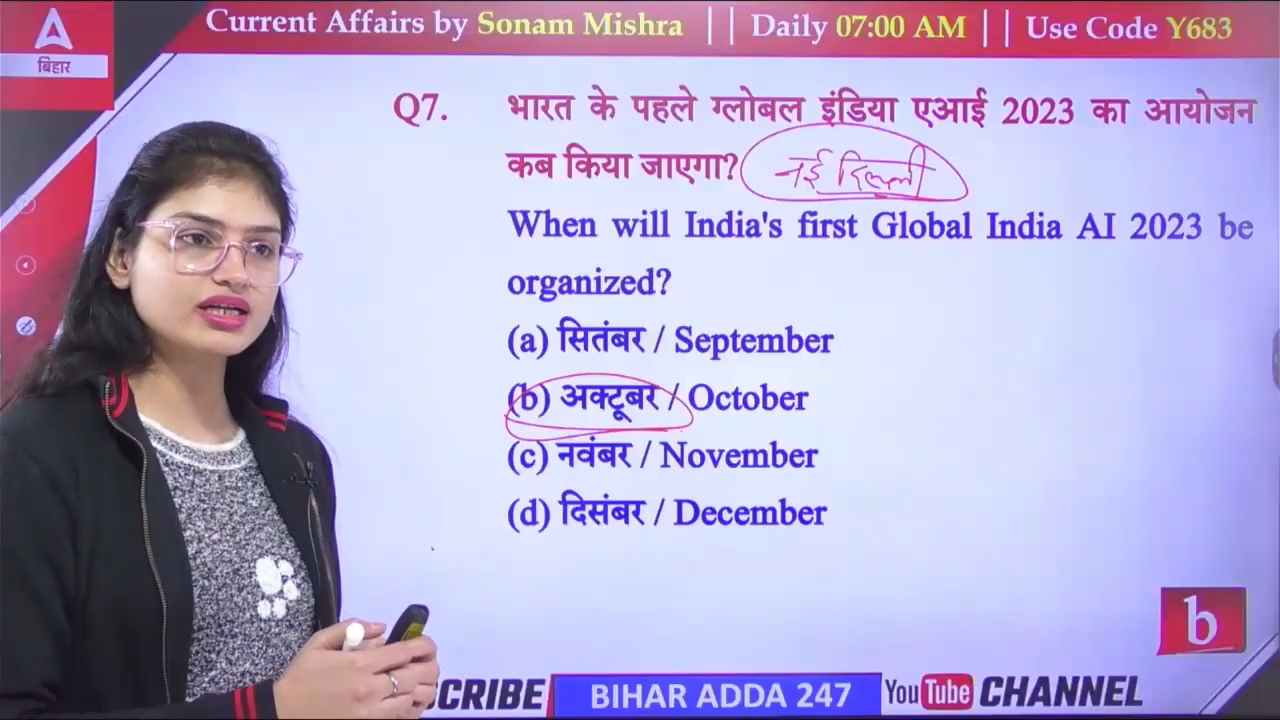 Current Affairs by Sonam Mishra || Daily 07:00 AM || Use Code Y683
A
बिहार
Q7. भारत के पहले ग्लोबल इंडिया एआई 2023 का आयोजन
कब किया जाएगा? नई दिल्ली
When will India's first Global India AI 2023 be
organized?
(a) सितंबर / September
(b) अक्टूबर / October
(c) नवंबर / November
(d) दिसंबर / December
b
SCRIBE BIHAR ADDA 247 YouTube CHANNEL